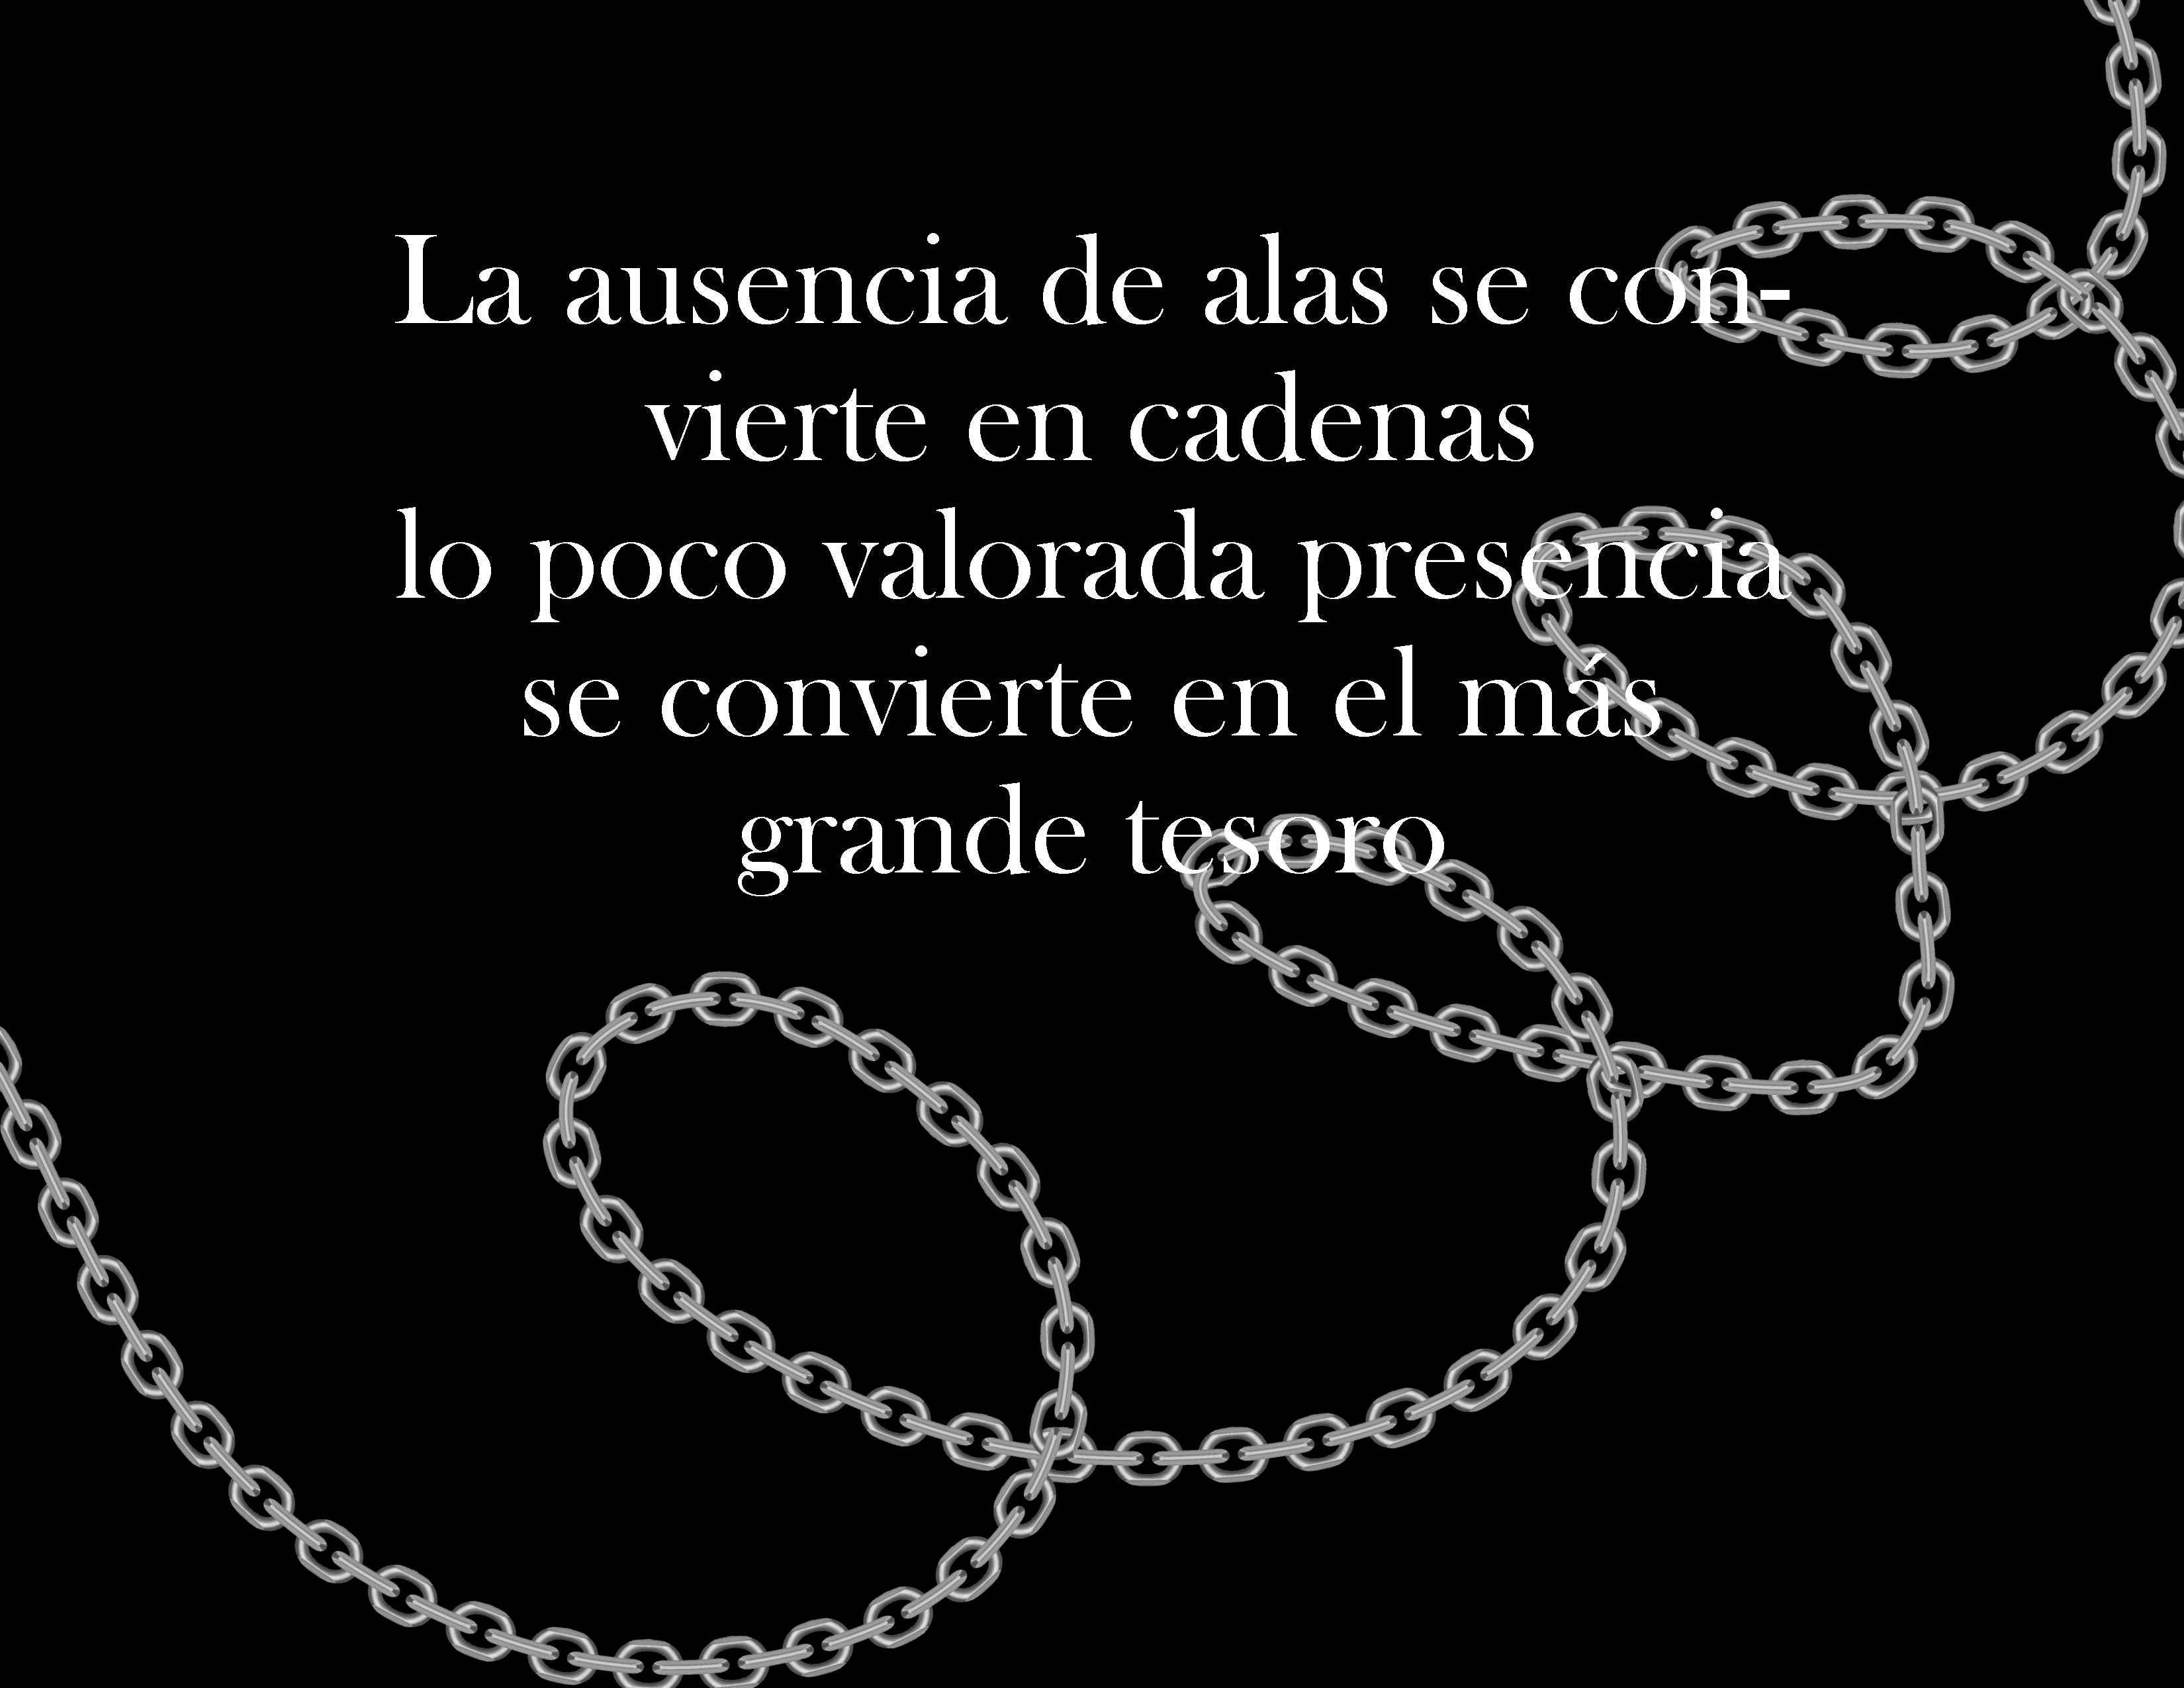 La ausencia de alas se con-
vierte en cadenas
lo poco valorada presencia
se convierte en el más
grande tesoro